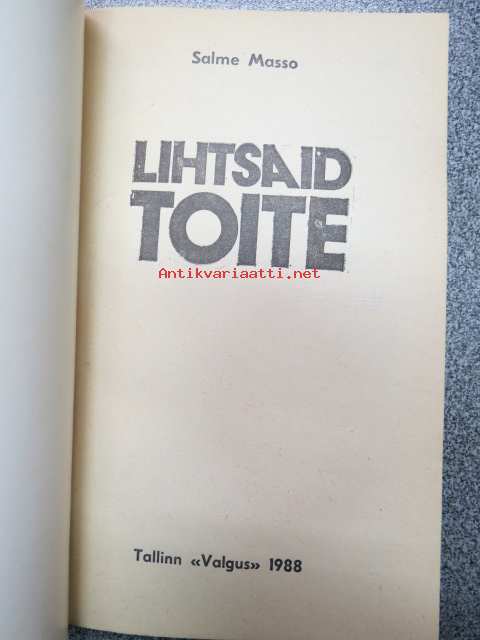 Salme Masso
LIHTSAID
TOITE
Antikvariaatti.net
Tallinn «Valgus» 1988